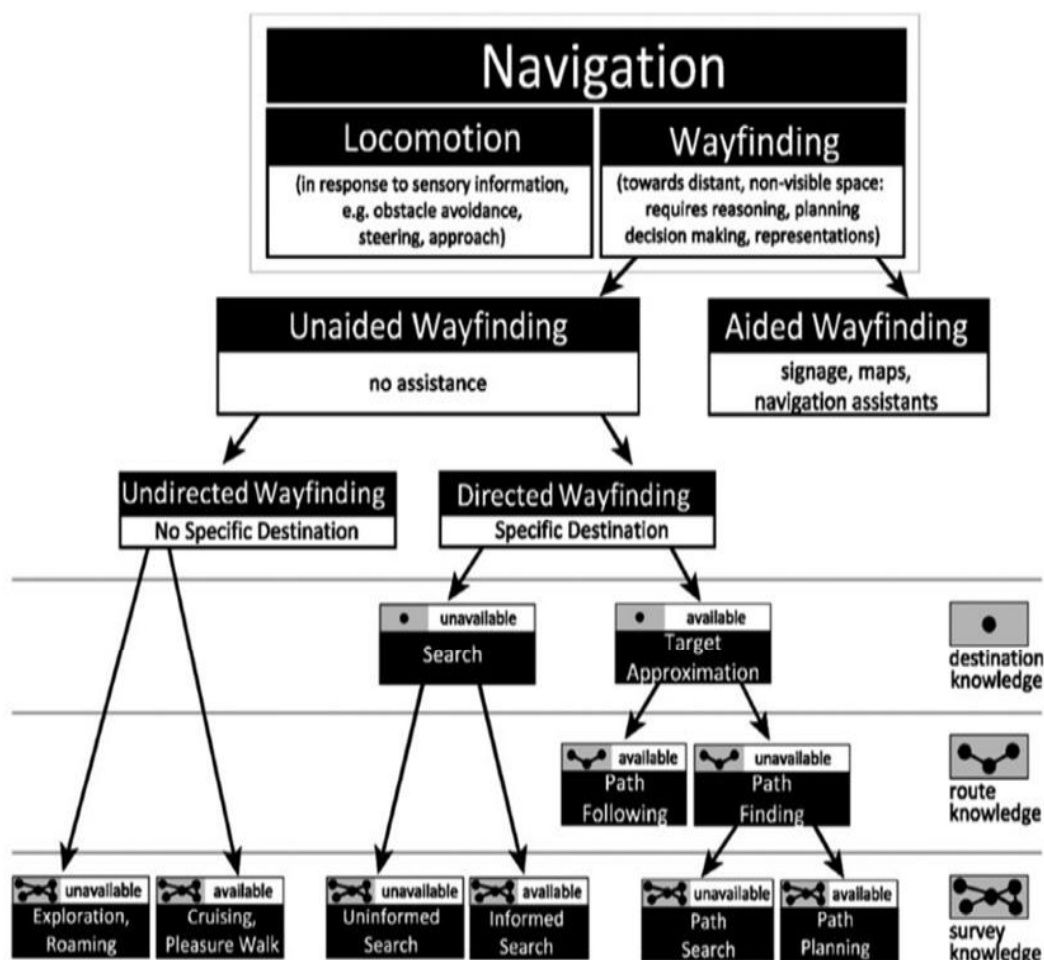 Navigation
Locomotion
(in response to sensory information,
e.g. obstacle avoidance,
steering, approach)
Wayfinding
(towards distant, non-visible space:
requires reasoning, planning
decision making, representations)
Unaided Wayfinding
no assistance
Aided Wayfinding
signage, maps,
navigation assistants
Undirected Wayfinding
No Specific Destination
Directed Wayfinding
Specific Destination
unavailable
Search
available
Target
Approximation
destination
knowledge
available
Path
Following
unavailable
Path
Finding
route
knowledge
unavailable
Exploration,
Roaming
available
Cruising,
Pleasure Walk
unavailable
Uninformed
Search
available
Informed
Search
unavailable
Path
Search
available
Path
Planning
survey
knowledge